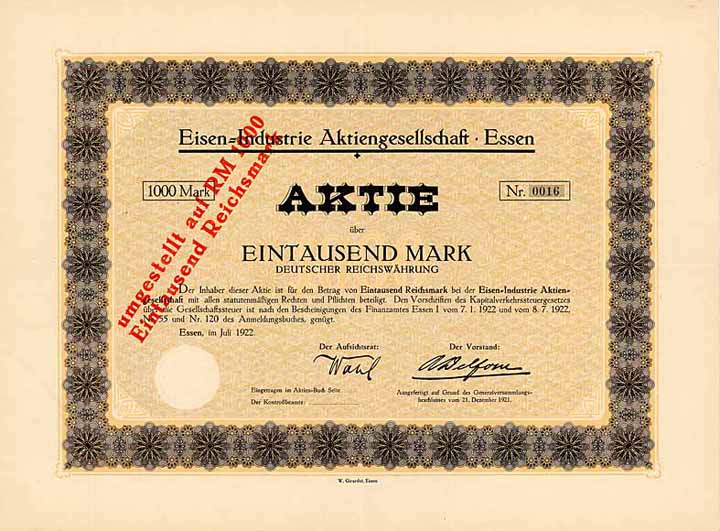 Eisen-Industrie Aktiengesellschaft · Essen
1000 Mark
AKTIE
Nr. 0016
über
EINTAUSEND MARK
DEUTSCHER REICHSWÄHRUNG
umgestellt auf RM 1000
Eintausend Reichsmark
Der Inhaber dieser Aktie ist für den Betrag von Eintausend Reichsmark bei der Eisen-Industrie Aktien-
gesellschaft mit allen statutenmäßigen Rechten und Pflichten beteiligt. Den Vorschriften des Kapitalverkehrssteuergesetzes
über die Gesellschaftssteuer ist nach den Bescheinigungen des Finanzamtes Essen I vom 7. 1. 1922 und vom 8. 7. 1922,
55 und Nr. 120 des Anmeldungsbuches, genügt.
Essen, im Juli 1922.
Der Aufsichtsrat:
Der Vorstand:
Eingetragen im Aktien-Buch Seite
Der Kontrollbeamte:
Ausgefertigt auf Grund des Generalversammlungs-
beschlusses vom 21. Dezember 1921.
W. Girardet, Essen